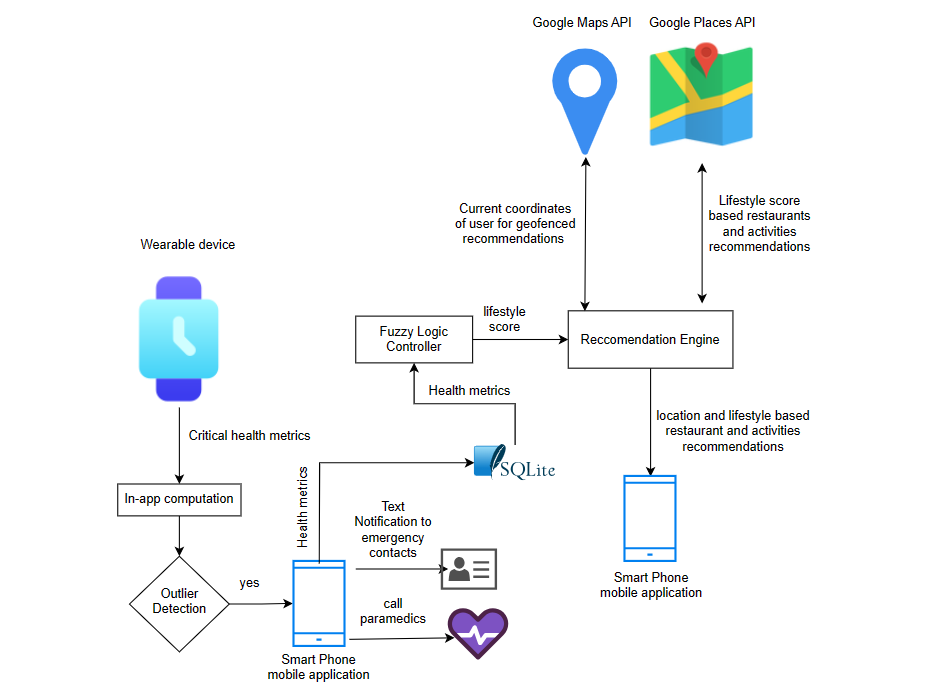 Google Maps API
Google Places API
Current coordinates
of user for geofenced
recommendations
Lifestyle score
based restaurants
and activities
recommendations
Wearable device
Fuzzy Logic
Controller
lifestyle
score
Reccomendation Engine
Health metrics
Critical health metrics
location and lifestyle based
restaurant and activities
recommendations
SQLite
In-app computation
Health metrics
Text
Notification to
emergency
contacts
Outlier
Detection
yes
call
paramedics
Smart Phone
mobile application
Smart Phone
mobile application